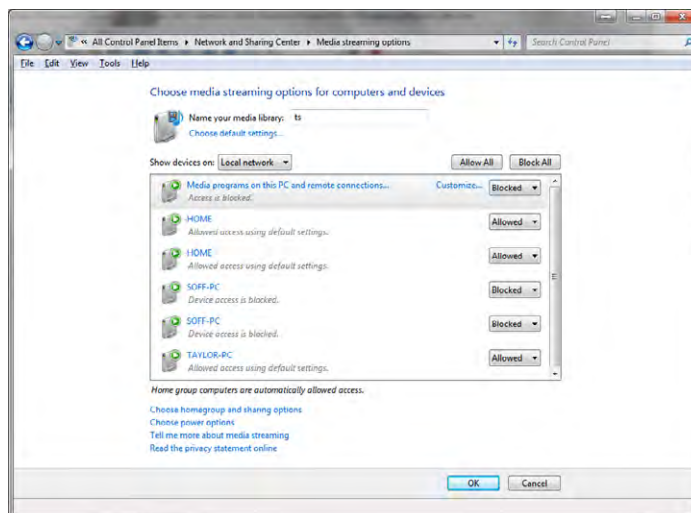 « All Control Panel Items ▸ Network and Sharing Center ▸ Media streaming options
Search Control Panel
File Edit View Tools Help
Choose media streaming options for computers and devices
Name your media library: ts
Choose default settings...
Show devices on: Local network
Allow All Block All
Media programs on this PC and remote connections... Customize... Blocked
Access is blocked.
HOME Allowed
Allowed access using default settings.
HOME Allowed
Allowed access using default settings.
SOFF-PC Blocked
Device access is blocked.
SOFF-PC Blocked
Device access is blocked.
TAYLOR-PC Allowed
Allowed access using default settings.
Home group computers are automatically allowed access.
Choose homegroup and sharing options
Choose power options
Tell me more about media streaming
Read the privacy statement online
OK Cancel